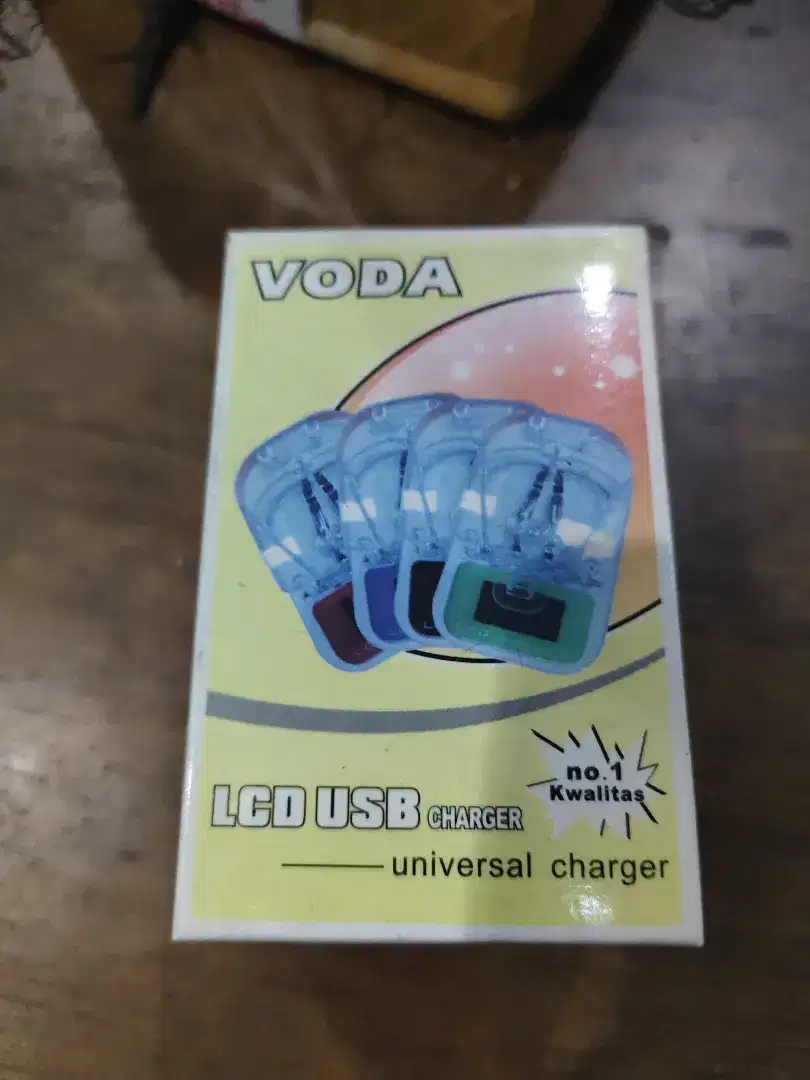 VODA
no.1
Kwalitas
LCD USB CHARGER
universal charger